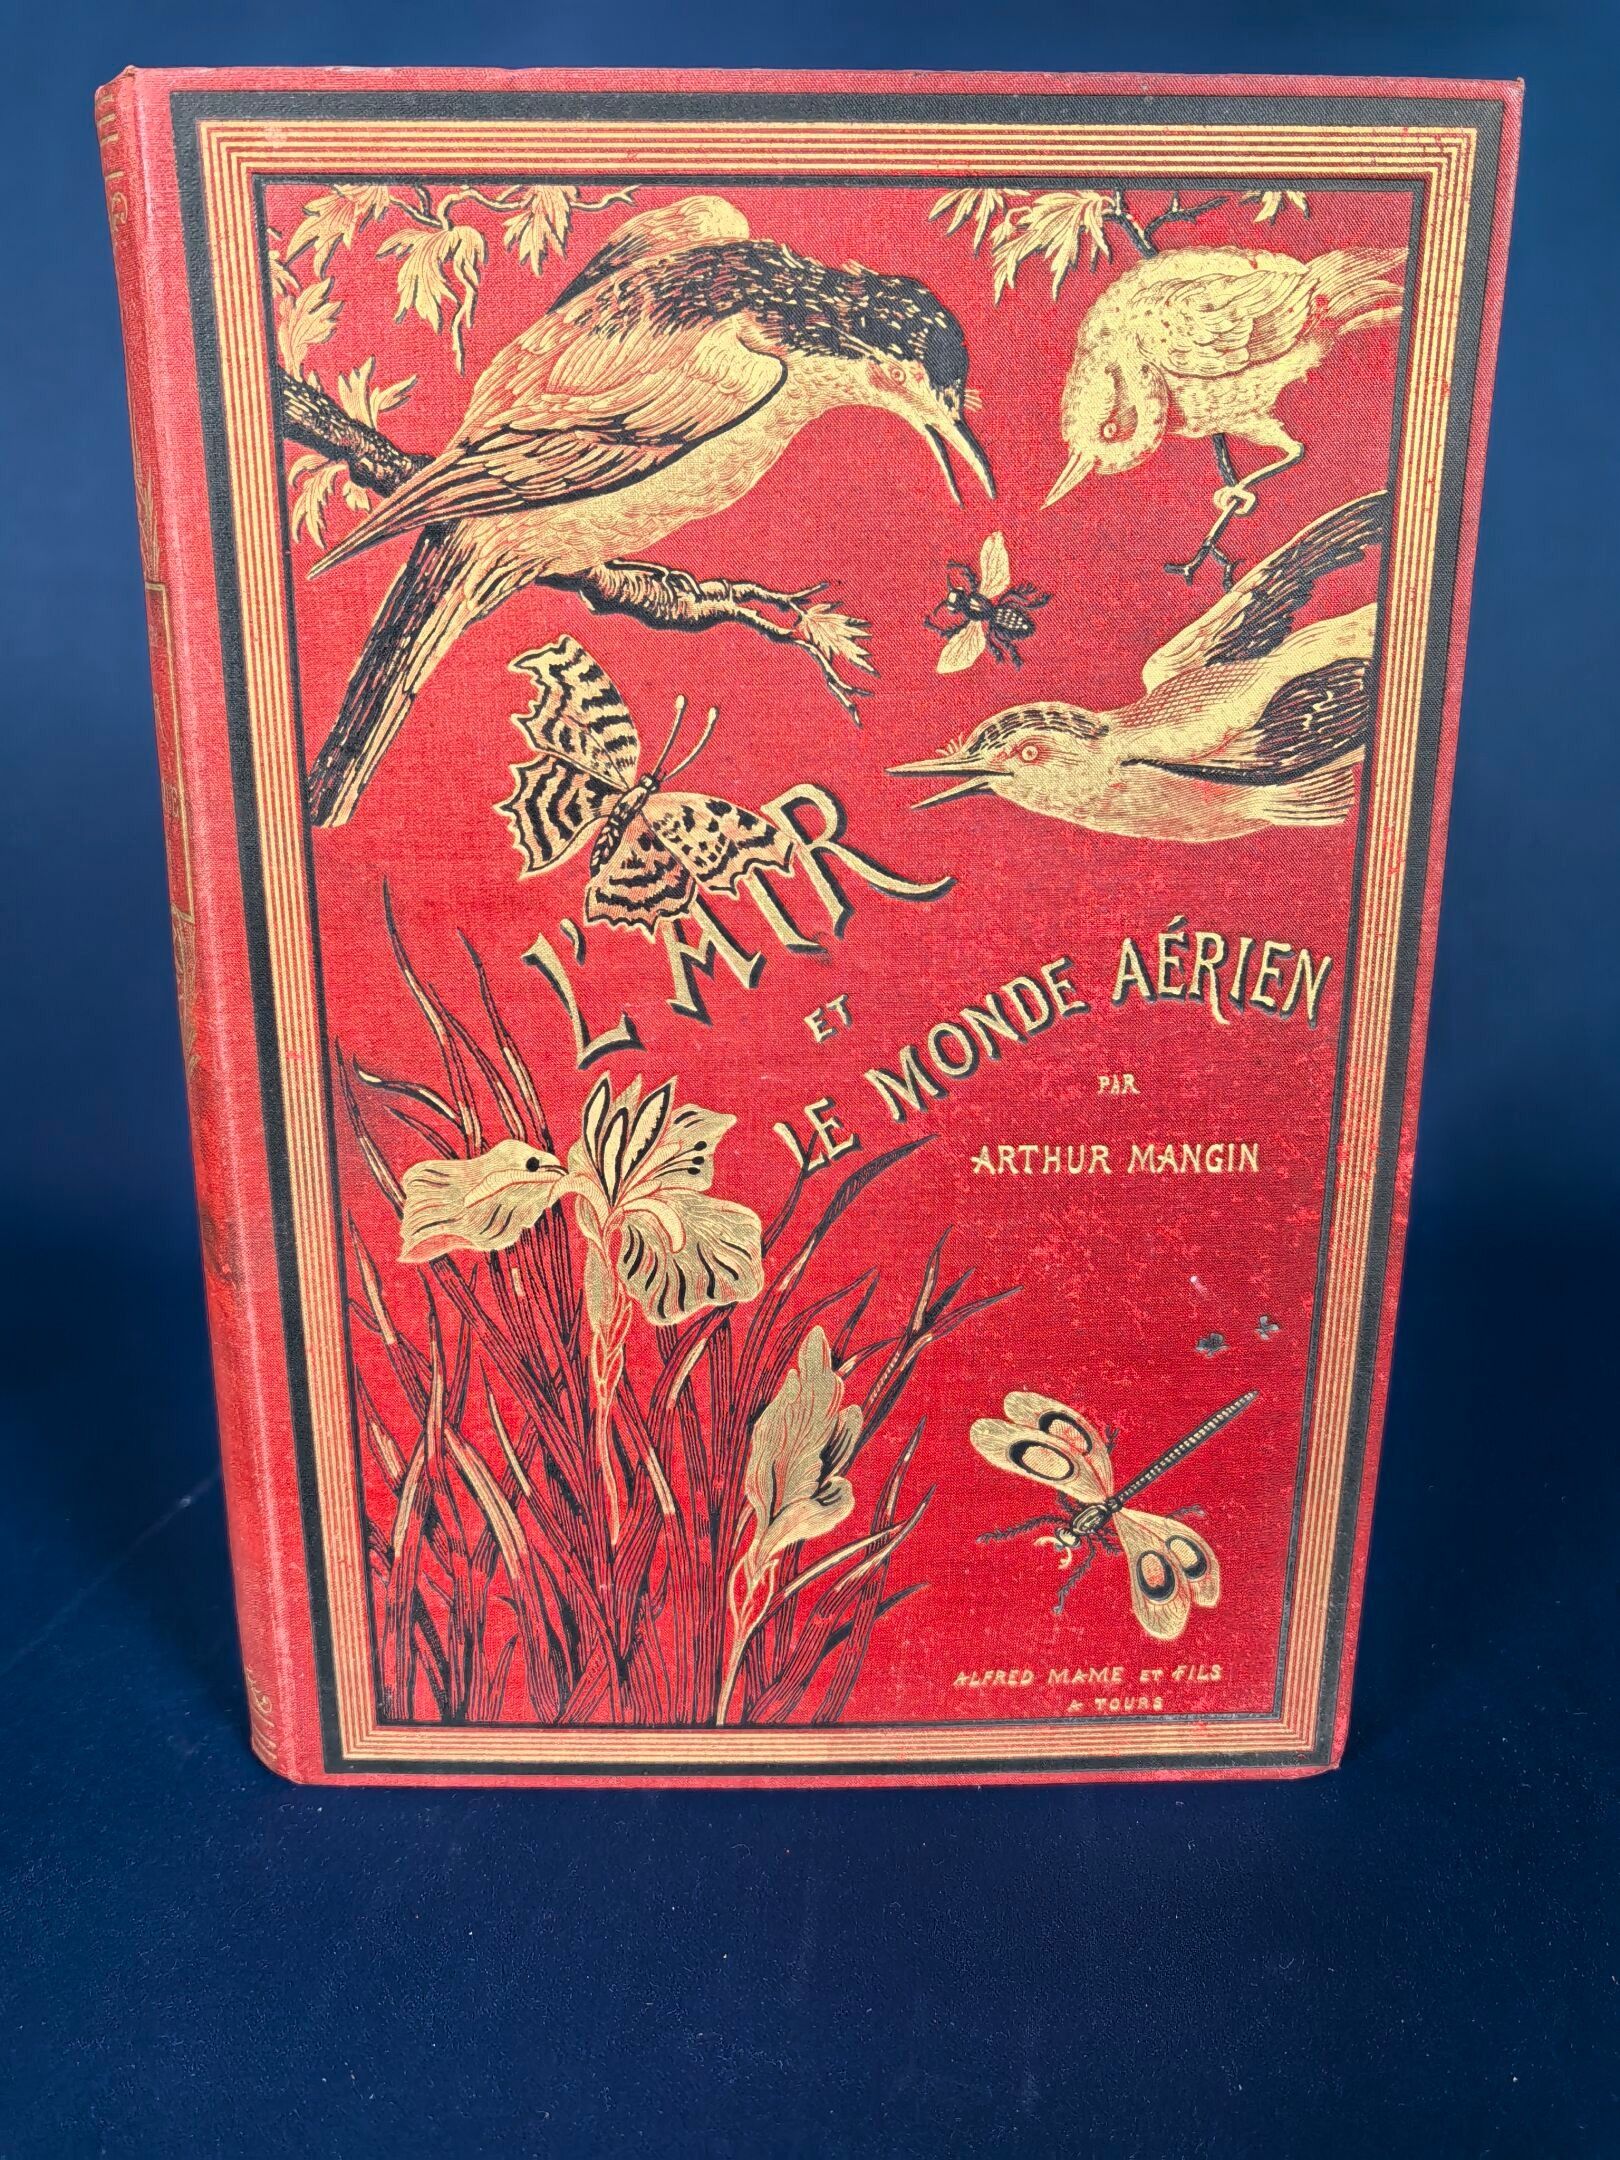 L'AIR
ET
LE MONDE AÉRIEN
PAR
ARTHUR MANGIN
ALFRED MAME ET FILS
A TOURS